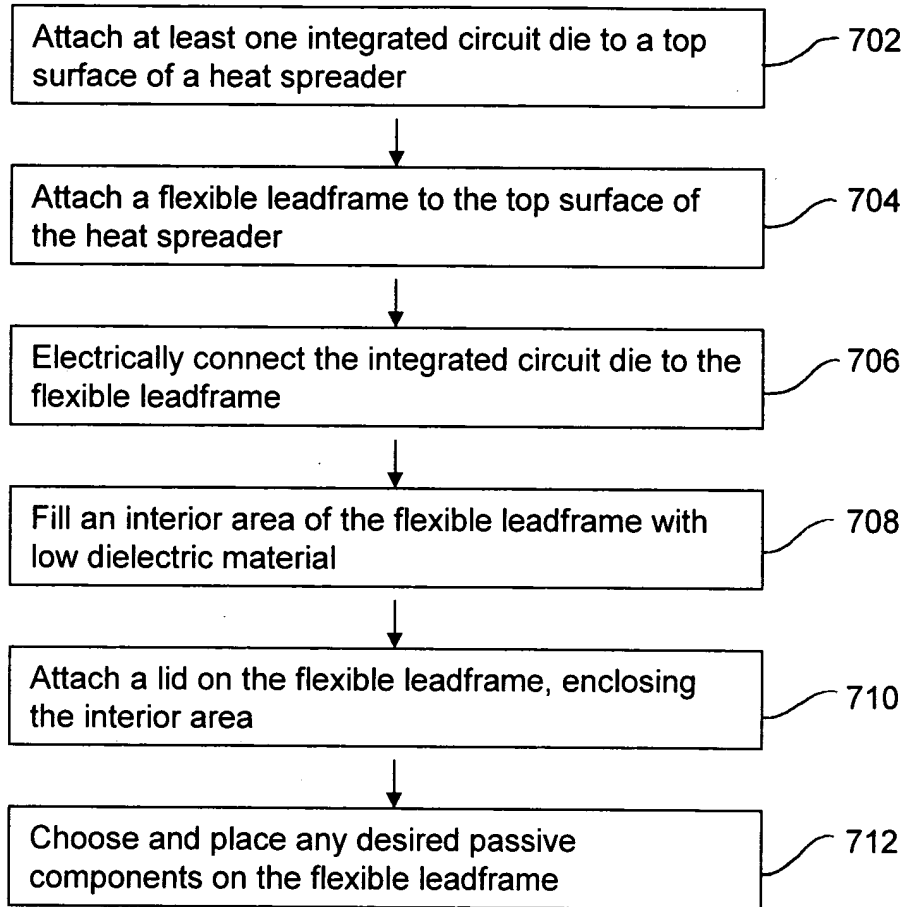 Attach at least one integrated circuit die to a top
surface of a heat spreader
702
Attach a flexible leadframe to the top surface of
the heat spreader
704
Electrically connect the integrated circuit die to the
flexible leadframe
706
Fill an interior area of the flexible leadframe with
low dielectric material
708
Attach a lid on the flexible leadframe, enclosing
the interior area
710
Choose and place any desired passive
components on the flexible leadframe
712